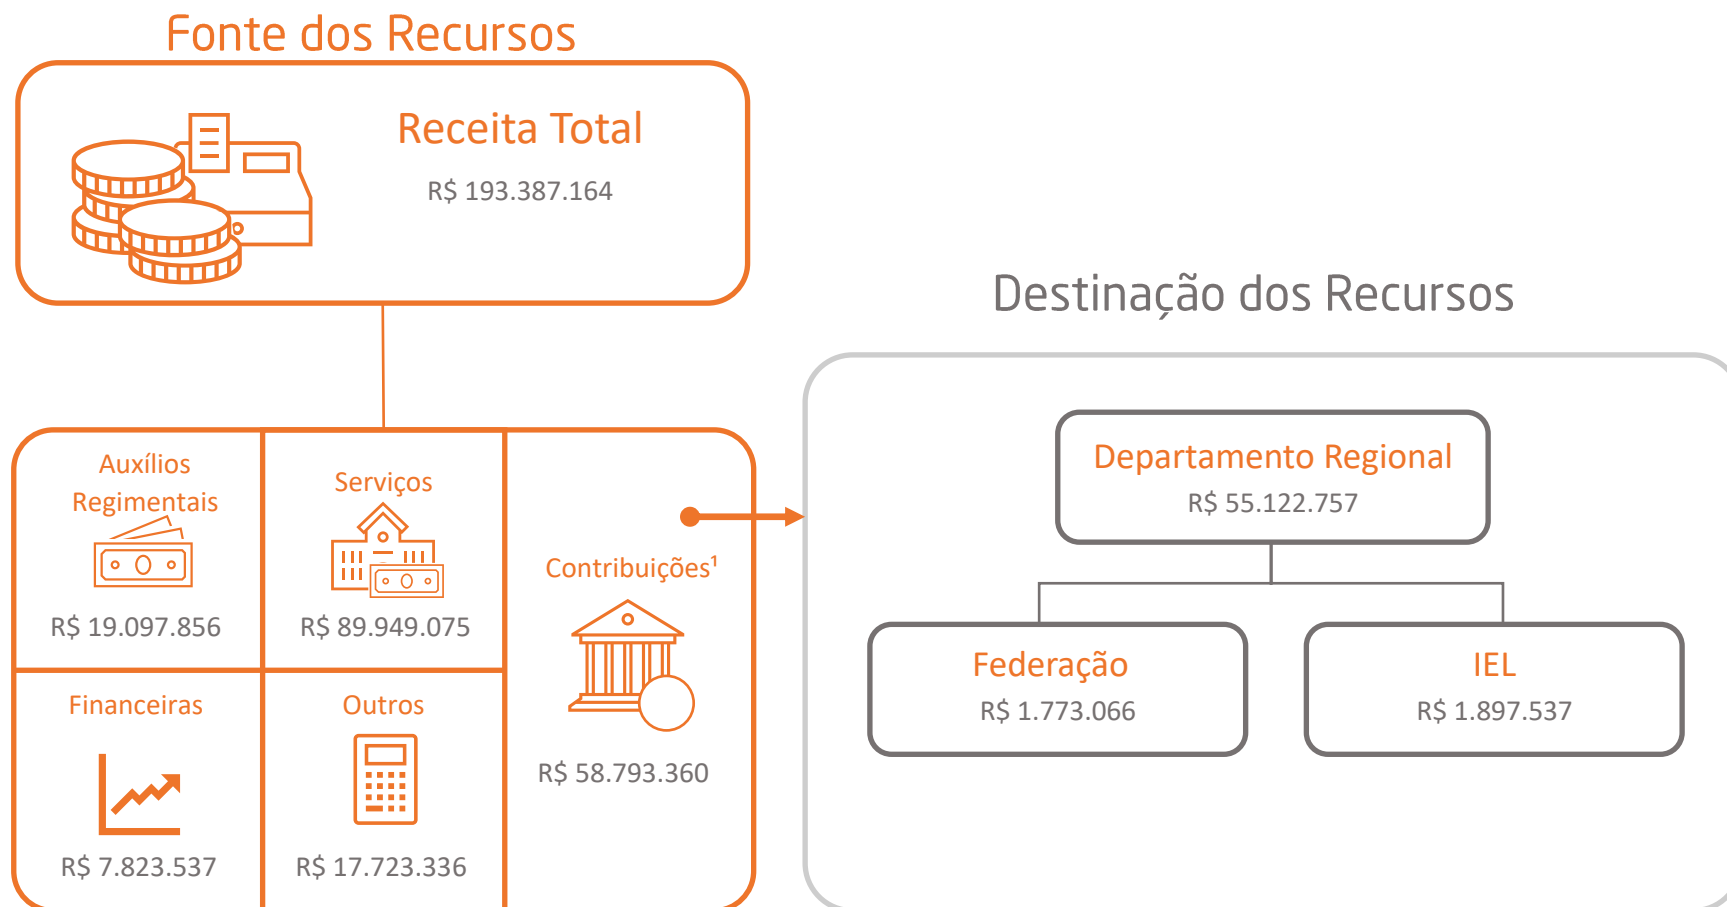 Fonte dos Recursos
Receita Total
R$ 193.387.164
Auxílios
Regimentais
R$ 19.097.856
Serviços
R$ 89.949.075
Contribuições¹
R$ 58.793.360
Financeiras
R$ 7.823.537
Outros
R$ 17.723.336
Destinação dos Recursos
Departamento Regional
R$ 55.122.757
Federação
R$ 1.773.066
IEL
R$ 1.897.537